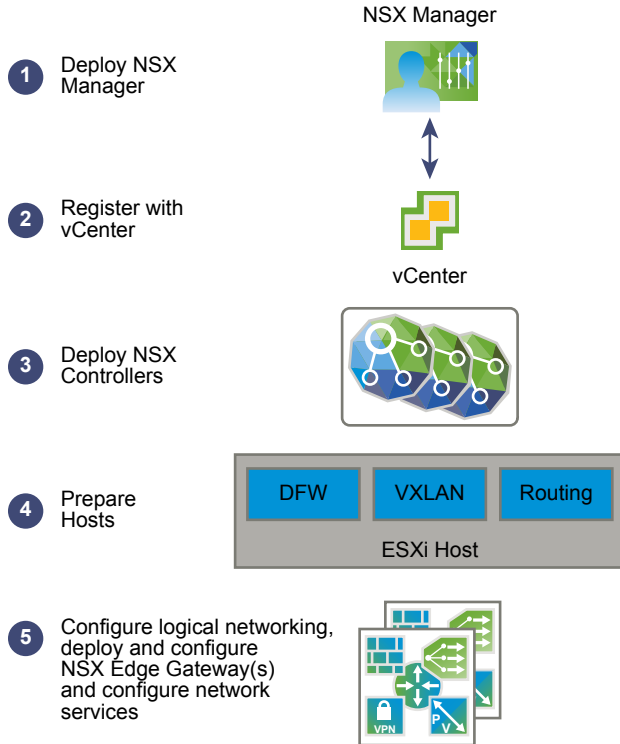 NSX Manager
1
Deploy NSX
Manager
2
Register with
vCenter
vCenter
3
Deploy NSX
Controllers
4
Prepare
Hosts
DFW
VXLAN
Routing
ESXi Host
5
Configure logical networking,
deploy and configure
NSX Edge Gateway(s)
and configure network
services
VPN
P
V